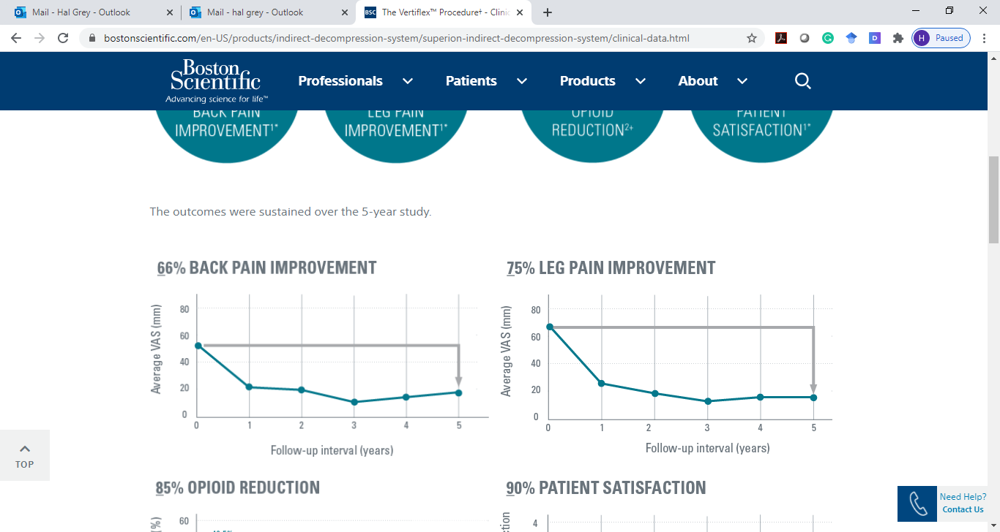 Mail - Hal Grey - Outlook
Mail - hal grey - Outlook
BSC The Vertiflex™ Procedure† - Clinic
bostonscientific.com/en-US/products/indirect-decompression-system/superion-indirect-decompression-system/clinical-data.html
D
H Paused
Boston
Scientific
Advancing science for life™
Professionals
Patients
Products
About
BACK PAIN
IMPROVEMENT¹*
LEG PAIN
IMPROVEMENT¹*
OPIOID
REDUCTION²⁺
PATIENT
SATISFACTION¹*
The outcomes were sustained over the 5-year study.
66% BACK PAIN IMPROVEMENT
Average VAS (mm)
80
60
40
20
0
0 1 2 3 4 5
Follow-up interval (years)
75% LEG PAIN IMPROVEMENT
Average VAS (mm)
80
60
40
20
0
0 1 2 3 4 5
Follow-up interval (years)
TOP
85% OPIOID REDUCTION
(%)
60
90% PATIENT SATISFACTION
4
Need Help?
Contact Us